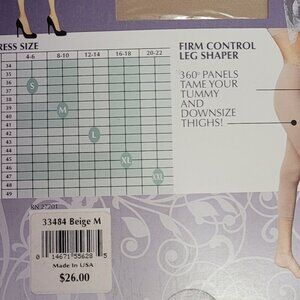 RESS SIZE
4-6 8-10 12-14 16-18 20-22
34
35
36
37 S
38
39 M
40
41
42 L
43
44
45 XL
46
47 XXL
48
49
FIRM CONTROL
LEG SHAPER
360° PANELS
TAME YOUR
TUMMY
AND
DOWNSIZE
THIGHS!
RN 27201
33484 Beige M
0 14671 55628 5
Made in USA
$26.00